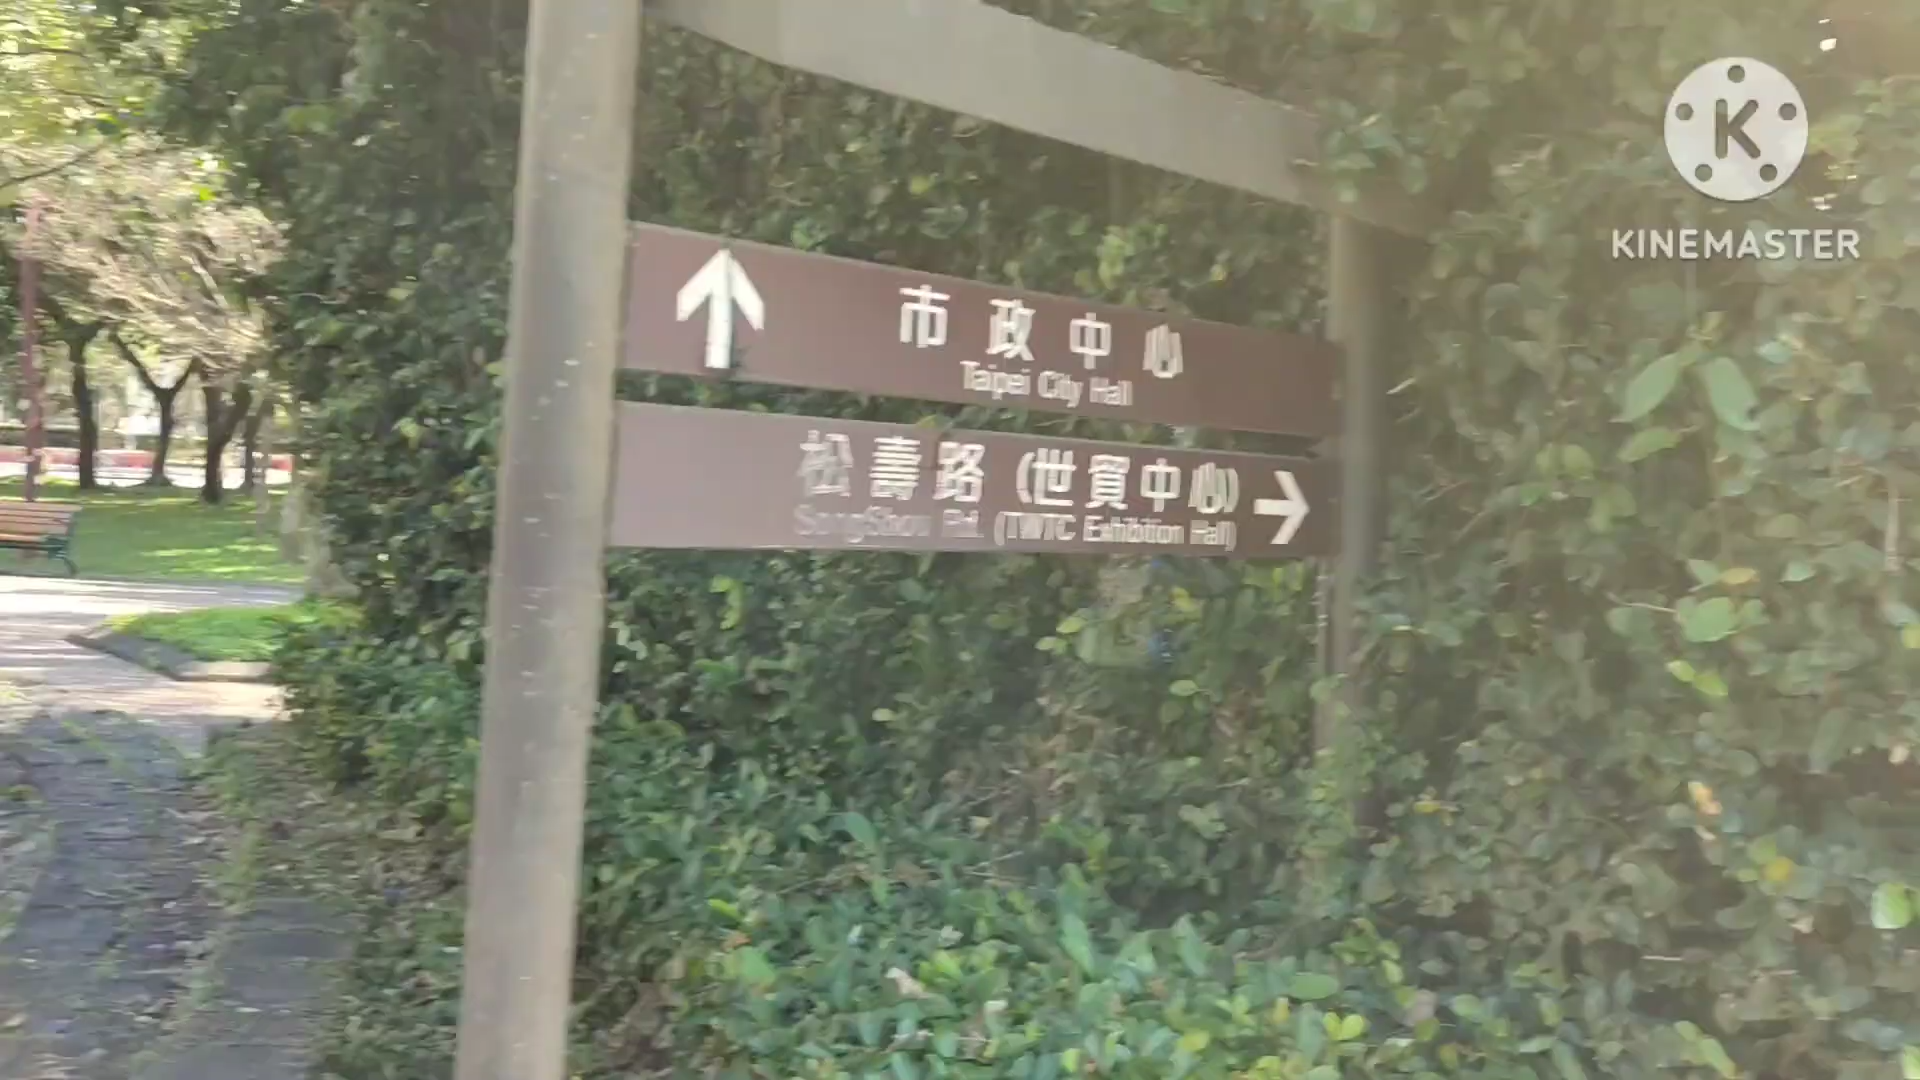 K
KINEMASTER
市政中心
Taipei City Hall
松壽路(世貿中心)
SongShou Rd. (TWTC Exhibition Hall)